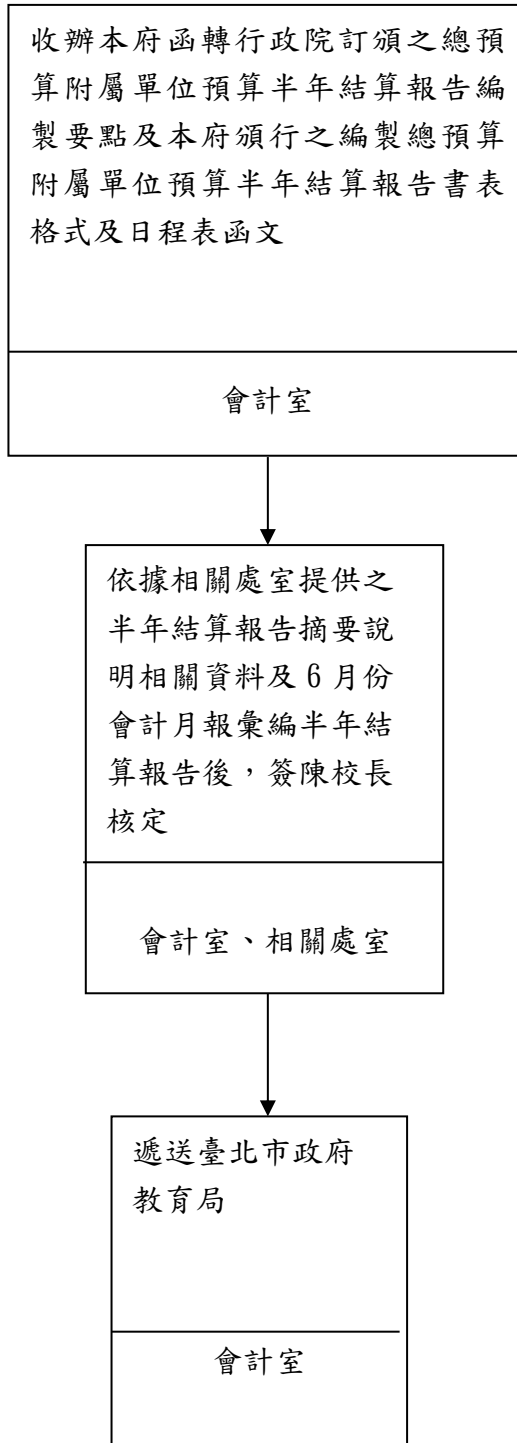 收辦本府函轉行政院訂頒之總預
算附屬單位預算半年結算報告編
製要點及本府頒行之編製總預算
附屬單位預算半年結算報告書表
格式及日程表函文
會計室
依據相關處室提供之
半年結算報告摘要說
明相關資料及 6 月份
會計月報彙編半年結
算報告後，簽陳校長
核定
會計室、相關處室
遞送臺北市政府
教育局
會計室